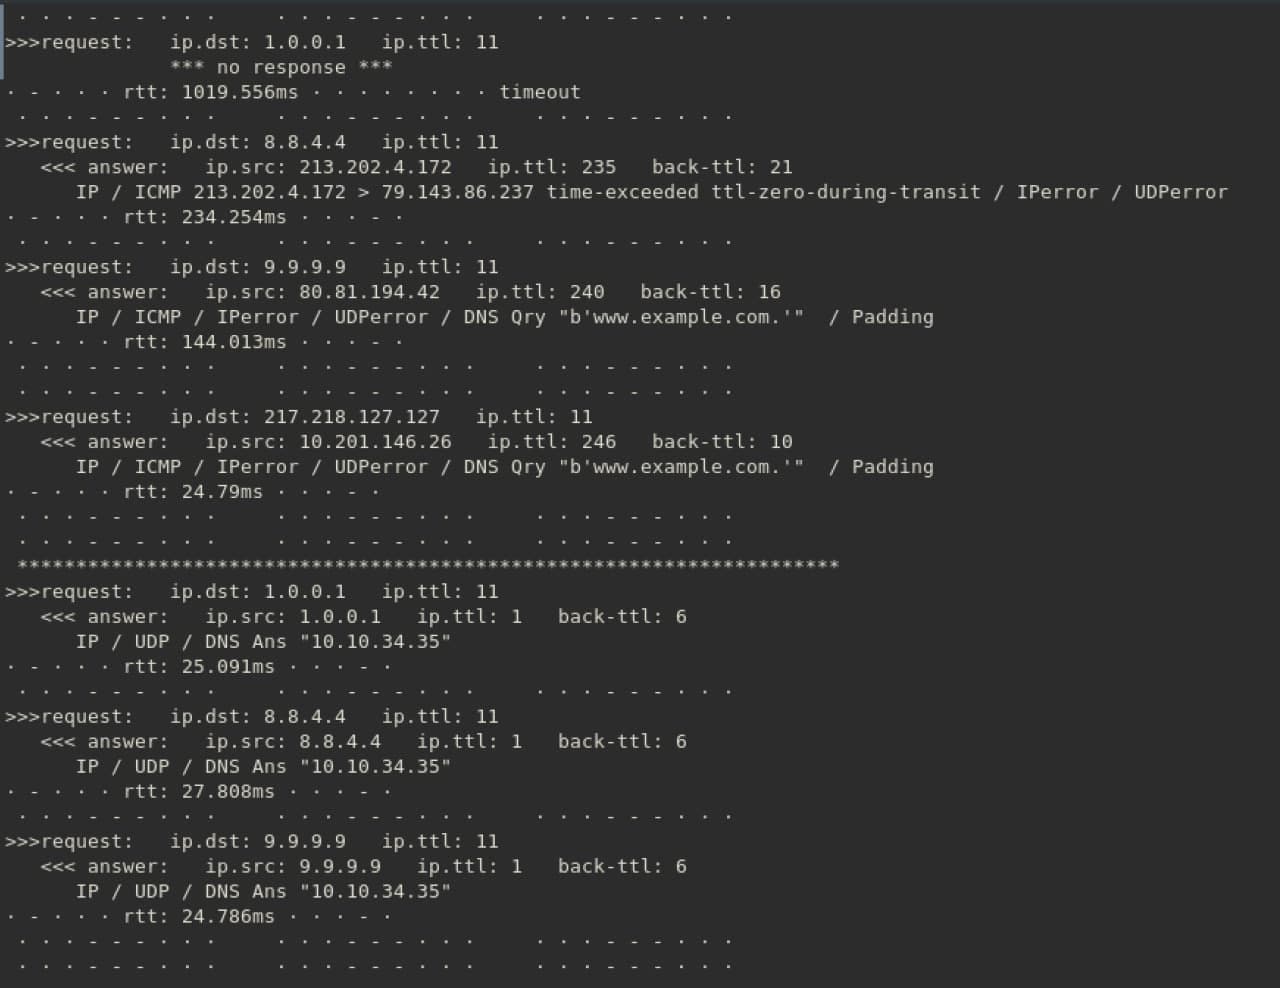 · · · - - - · · ·     · · · - - - · · ·     · · · - - - · · ·
>>>request:   ip.dst: 1.0.0.1   ip.ttl: 11
*** no response ***
· - · · · rtt: 1019.556ms · · · · · · · · timeout
· · · - - - · · ·     · · · - - - · · ·     · · · - - - · · ·
>>>request:   ip.dst: 8.8.4.4   ip.ttl: 11
<<< answer:   ip.src: 213.202.4.172   ip.ttl: 235   back-ttl: 21
IP / ICMP 213.202.4.172 > 79.143.86.237 time-exceeded ttl-zero-during-transit / IPerror / UDPerror
· - · · · rtt: 234.254ms · · · - ·
· · · - - - · · ·     · · · - - - · · ·     · · · - - - · · ·
>>>request:   ip.dst: 9.9.9.9   ip.ttl: 11
<<< answer:   ip.src: 80.81.194.42   ip.ttl: 240   back-ttl: 16
IP / ICMP / IPerror / UDPerror / DNS Qry "b'www.example.com.'"  / Padding
· - · · · rtt: 144.013ms · · · - ·
· · · - - - · · ·     · · · - - - · · ·     · · · - - - · · ·
· · · - - - · · ·     · · · - - - · · ·     · · · - - - · · ·
>>>request:   ip.dst: 217.218.127.127   ip.ttl: 11
<<< answer:   ip.src: 10.201.146.26   ip.ttl: 246   back-ttl: 10
IP / ICMP / IPerror / UDPerror / DNS Qry "b'www.example.com.'"  / Padding
· - · · · rtt: 24.79ms · · · - ·
· · · - - - · · ·     · · · - - - · · ·     · · · - - - · · ·
· · · - - - · · ·     · · · - - - · · ·     · · · - - - · · ·
**********************************************************************
>>>request:   ip.dst: 1.0.0.1   ip.ttl: 11
<<< answer:   ip.src: 1.0.0.1   ip.ttl: 1   back-ttl: 6
IP / UDP / DNS Ans "10.10.34.35"
· - · · · rtt: 25.091ms · · · - ·
· · · - - - · · ·     · · · - - - · · ·     · · · - - - · · ·
>>>request:   ip.dst: 8.8.4.4   ip.ttl: 11
<<< answer:   ip.src: 8.8.4.4   ip.ttl: 1   back-ttl: 6
IP / UDP / DNS Ans "10.10.34.35"
· - · · · rtt: 27.808ms · · · - ·
· · · - - - · · ·     · · · - - - · · ·     · · · - - - · · ·
>>>request:   ip.dst: 9.9.9.9   ip.ttl: 11
<<< answer:   ip.src: 9.9.9.9   ip.ttl: 1   back-ttl: 6
IP / UDP / DNS Ans "10.10.34.35"
· - · · · rtt: 24.786ms · · · - ·
· · · - - - · · ·     · · · - - - · · ·     · · · - - - · · ·
· · · - - - · · ·     · · · - - - · · ·     · · · - - - · · ·